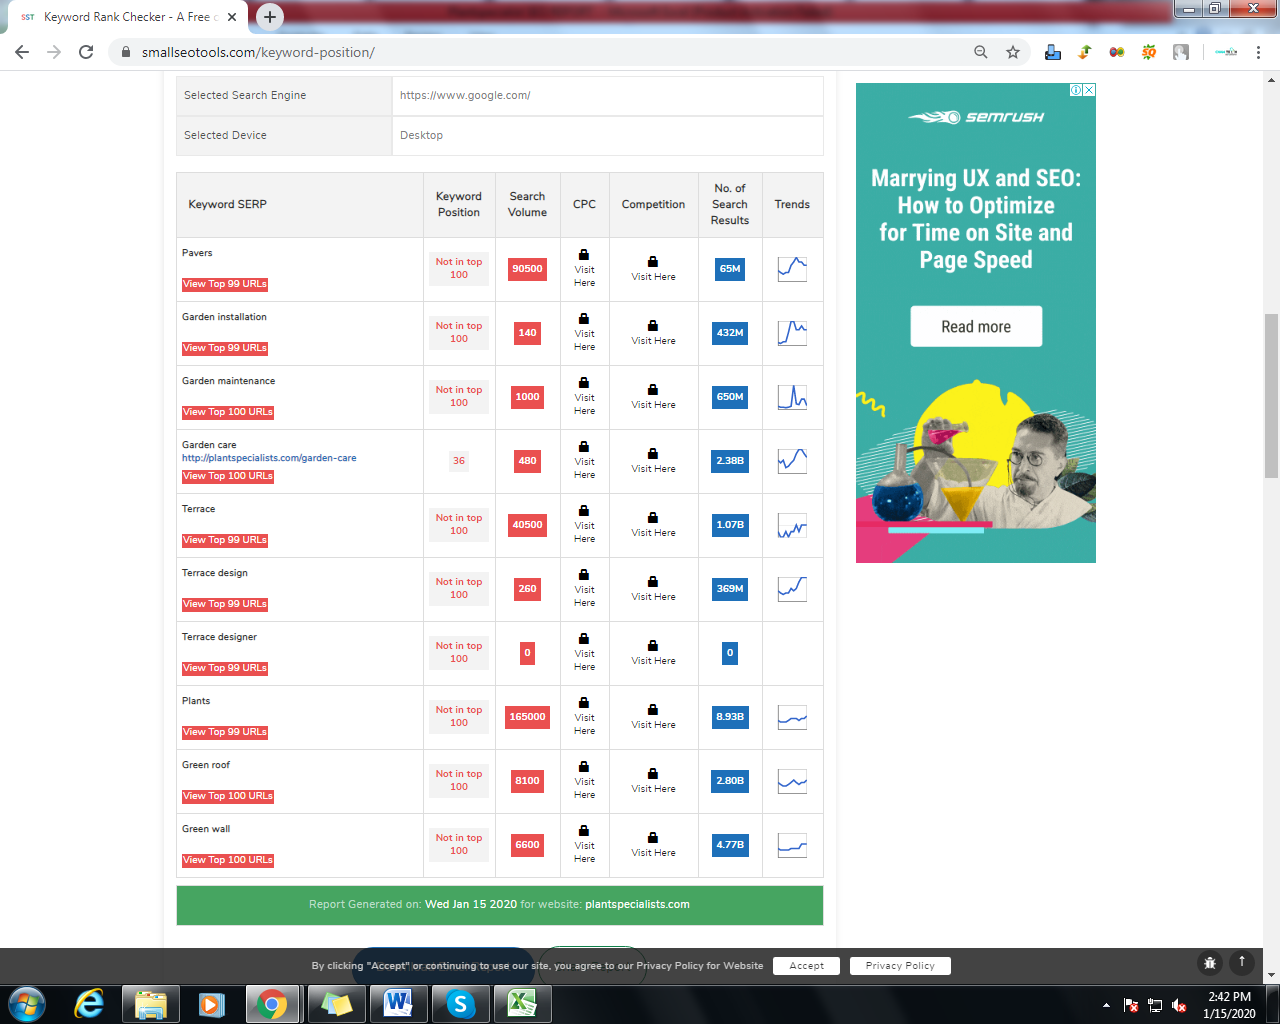 SST Keyword Rank Checker - A Free
smallseotools.com/keyword-position/
Selected Search Engine https://www.google.com/
Selected Device Desktop
Keyword SERP Keyword Position Search Volume CPC Competition No. of Search Results Trends
Pavers
View Top 99 URLs
Not in top 100 90500 Visit Here Visit Here 65M
Garden installation
View Top 99 URLs
Not in top 100 140 Visit Here Visit Here 432M
Garden maintenance
View Top 100 URLs
Not in top 100 1000 Visit Here Visit Here 650M
Garden care
http://plantspecialists.com/garden-care
View Top 100 URLs
36 480 Visit Here Visit Here 2.38B
Terrace
View Top 99 URLs
Not in top 100 40500 Visit Here Visit Here 1.07B
Terrace design
View Top 99 URLs
Not in top 100 260 Visit Here Visit Here 369M
Terrace designer
View Top 99 URLs
Not in top 100 0 Visit Here Visit Here 0
Plants
View Top 99 URLs
Not in top 100 165000 Visit Here Visit Here 8.93B
Green roof
View Top 100 URLs
Not in top 100 8100 Visit Here Visit Here 2.80B
Green wall
View Top 100 URLs
Not in top 100 6600 Visit Here Visit Here 4.77B
Report Generated on: Wed Jan 15 2020 for website: plantspecialists.com
semrush
Marrying UX and SEO:
How to Optimize
for Time on Site and
Page Speed
Read more
By clicking "Accept" or continuing to use our site, you agree to our Privacy Policy for Website Accept Privacy Policy
2:42 PM
1/15/2020